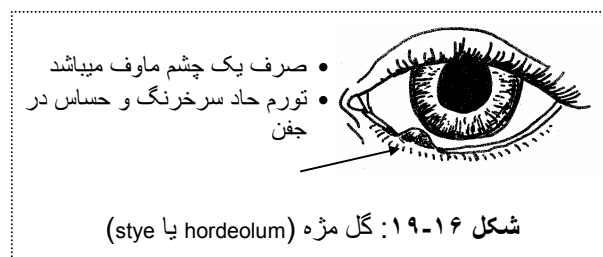 • صرف یک چشم ماوف میباشد
• تورم حاد سرخرنگ و حساس در
جفن
شکل ۱۶-۱۹: گل مژه (hordeolum یا stye)